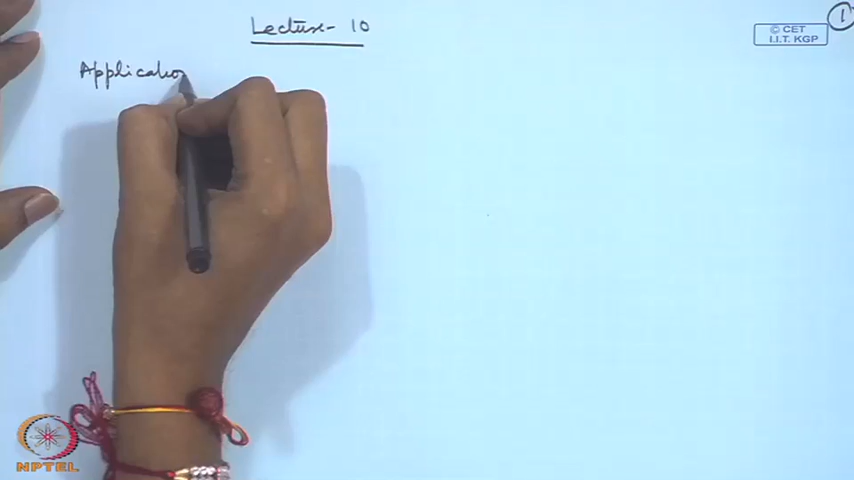 Lecture- 10
1
© CET
I.I.T. KGP
Applicatio
NPTEL